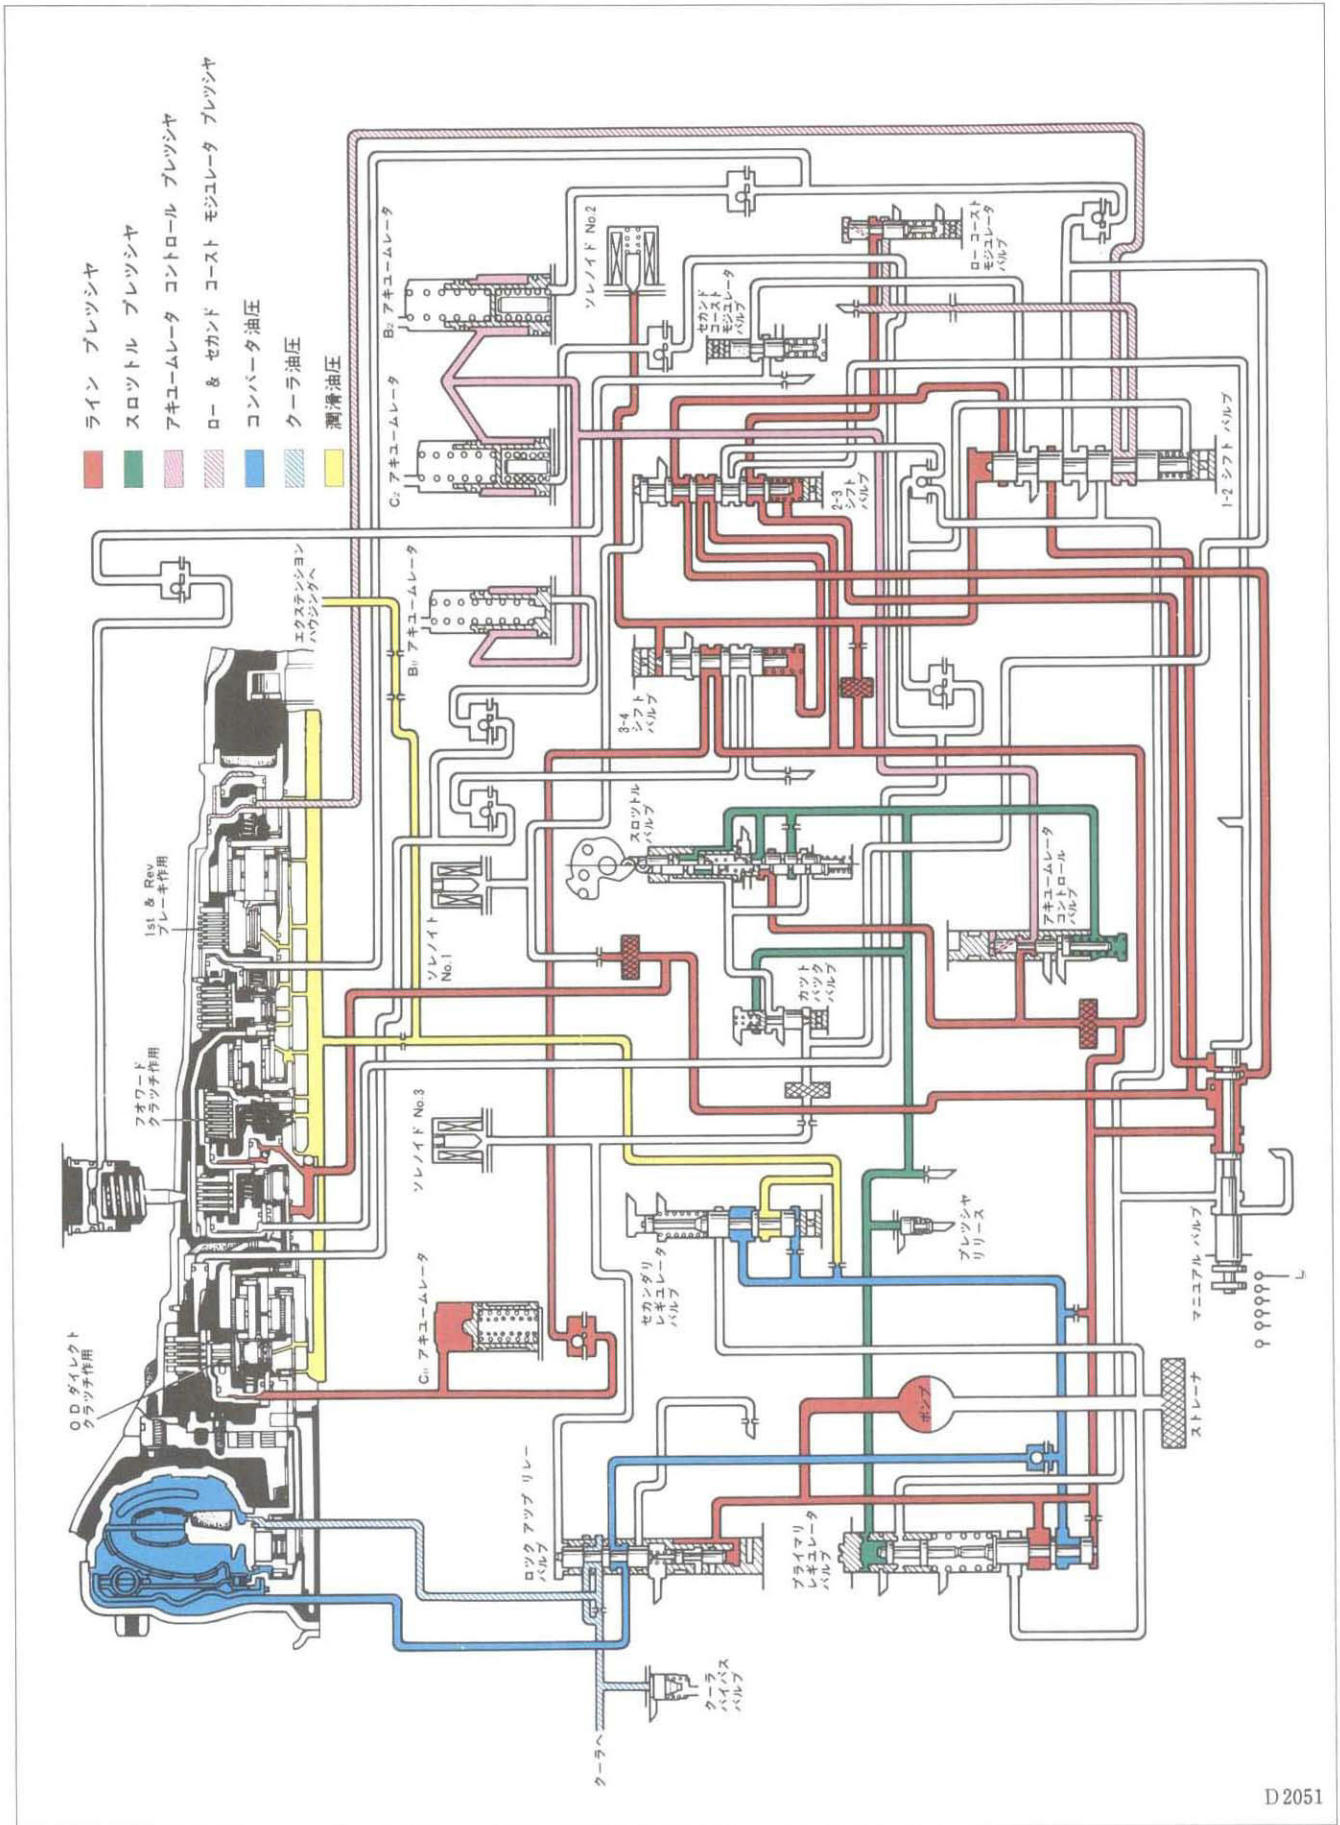 ライン プレッシャ
スロットル プレッシャ
アキュームレータ コントロール プレッシャ
ロー & セカンド コースト モジュレータ プレッシャ
コンバータ油圧
クーラ油圧
潤滑油圧
ODダイレクト
クラッチ作用
フオワード
クラッチ作用
1st & Rev
ブレーキ作用
エクステンション
ハウジングへ
B₀ アキュームレータ
C₂ アキュームレータ
B₂ アキュームレータ
ソレノイド No.2
セカンド
コースト
モジュレータ
バルブ
ロー コースト
モジュレータ
バルブ
C₀ アキュームレータ
ソレノイド No.3
ソレノイド
No.1
スロットル
バルブ
3-4
シフト
バルブ
2-3
シフト
バルブ
1-2 シフト バルブ
カット
バック
バルブ
アキュームレータ
コントロール
バルブ
ロック アップ リレー
バルブ
セカンダリ
レギュレータ
バルブ
プレッシャ
リリース
プライマリ
レギュレータ
バルブ
ポンプ
ストレーナ
マニュアル バルブ
L
クーラへ
クーラ
バイパス
バルブ
D2051